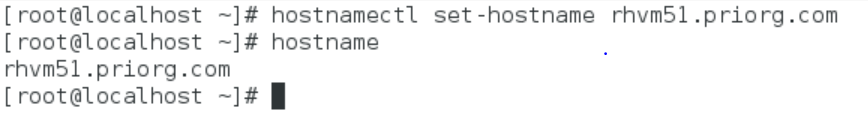 [root@localhost ~]# hostnamectl set-hostname rhvm51.priorg.com
[root@localhost ~]# hostname
rhvm51.priorg.com
[root@localhost ~]#